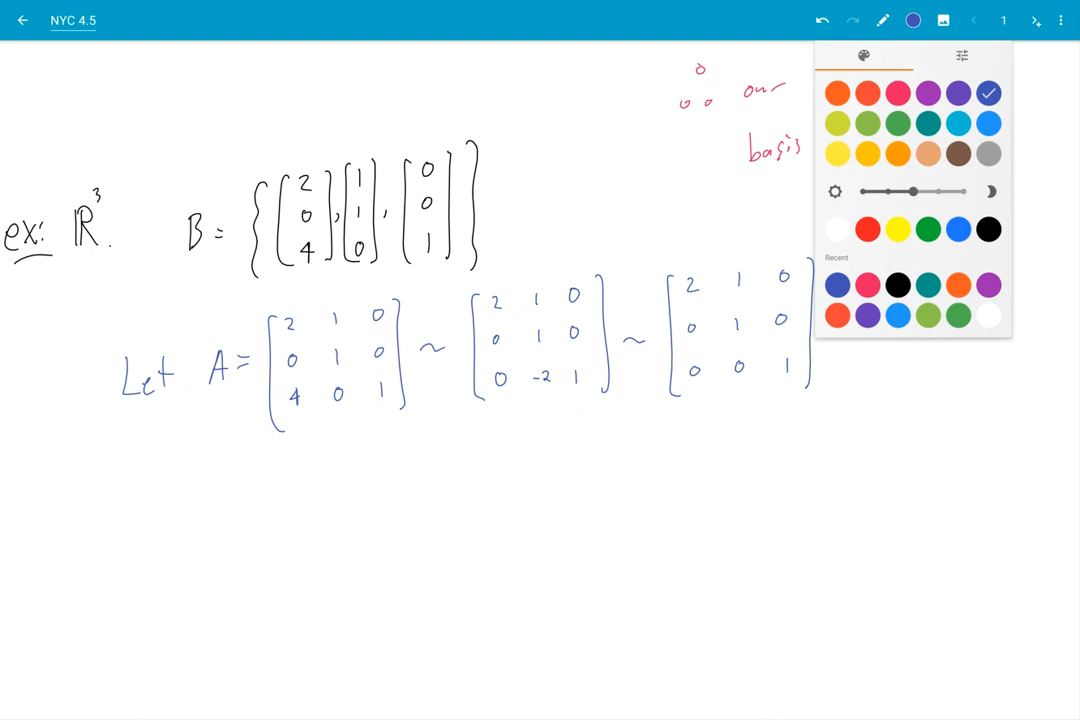 NYC 4.5
1
our
basis
Recent
ex: ℝ³. B = { [2 0 4], [1 1 0], [0 0 1] }
Let A = [2 1 0; 0 1 0; 4 0 1] ~ [2 1 0; 0 1 0; 0 -2 1] ~ [2 1 0; 0 1 0; 0 0 1]